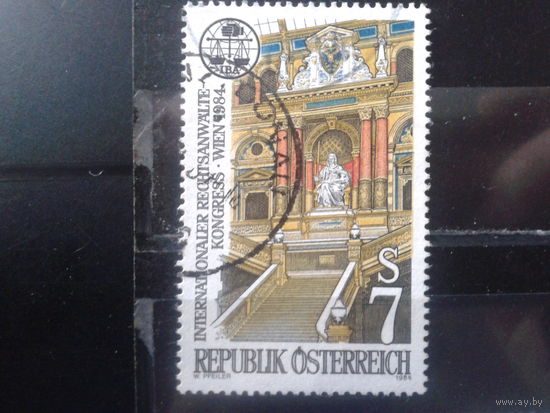 IBA
INTERNATIONALER RECHTSANWÄLTE-
KONGRESS · WIEN 1984.
S
7
REPUBLIK ÖSTERREICH
W. PFEILER
1984
www.ay.by